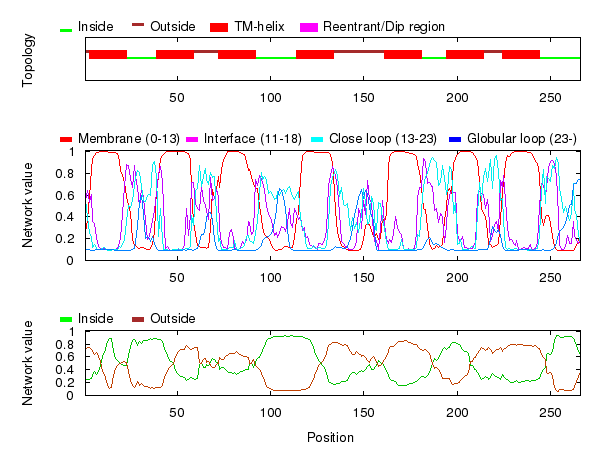 Inside Outside TM-helix Reentrant/Dip region
Topology
50 100 150 200 250
Membrane (0-13) Interface (11-18) Close loop (13-23) Globular loop (23-)
Network value
1
0.8
0.6
0.4
0.2
0
50 100 150 200 250
Inside Outside
Network value
1
0.8
0.6
0.4
0.2
0
50 100 150 200 250
Position